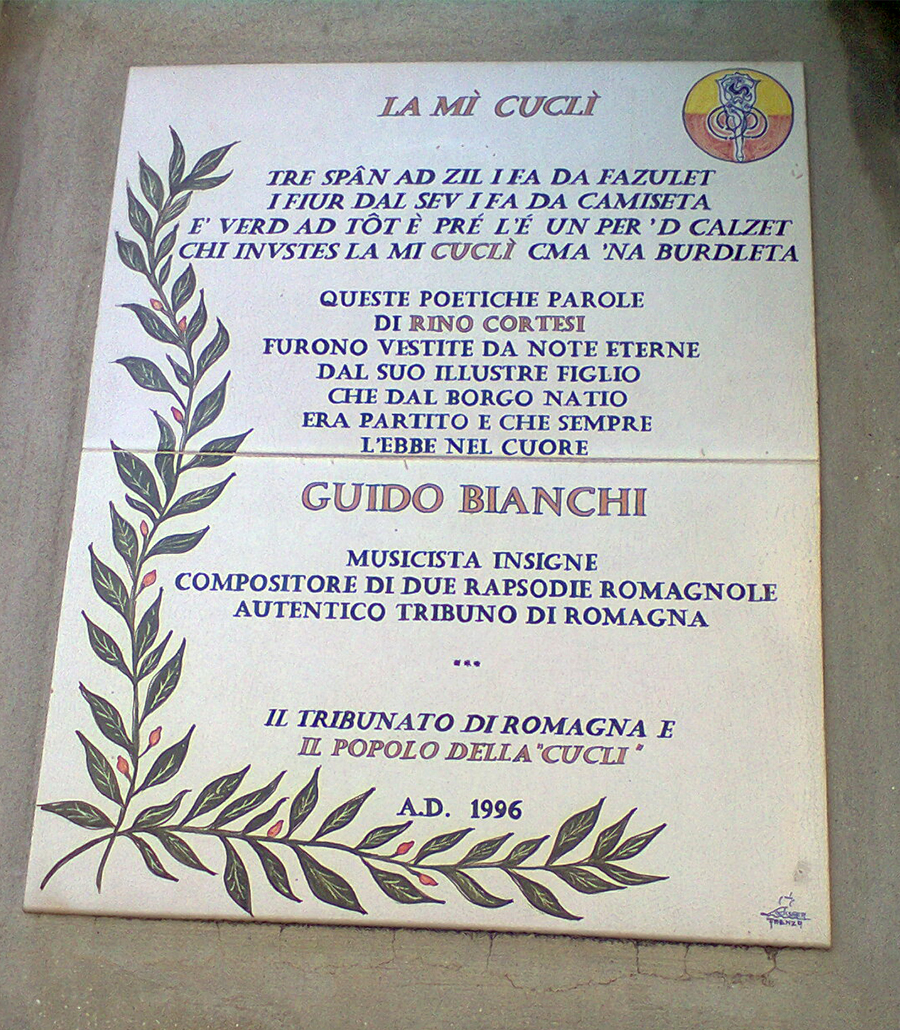 LA MÌ CUCLÌ
TRE SPÂN AD ZIL I FA DA FAZULET
I FIUR DAL SEV I FA DA CAMISETA
E' VERD AD TÔT È PRÉ L'É UN PER 'D CALZET
CHI INVSTES LA MI CUCLÌ CMA 'NA BURDLETA
QUESTE POETICHE PAROLE
DI RINO CORTESI
FURONO VESTITE DA NOTE ETERNE
DAL SUO ILLUSTRE FIGLIO
CHE DAL BORGO NATIO
ERA PARTITO E CHE SEMPRE
L'EBBE NEL CUORE
GUIDO BIANCHI
MUSICISTA INSIGNE
COMPOSITORE DI DUE RAPSODIE ROMAGNOLE
AUTENTICO TRIBUNO DI ROMAGNA
***
IL TRIBUNATO DI ROMAGNA E
IL POPOLO DELLA "CUCLI"
A.D. 1996
FAENZA